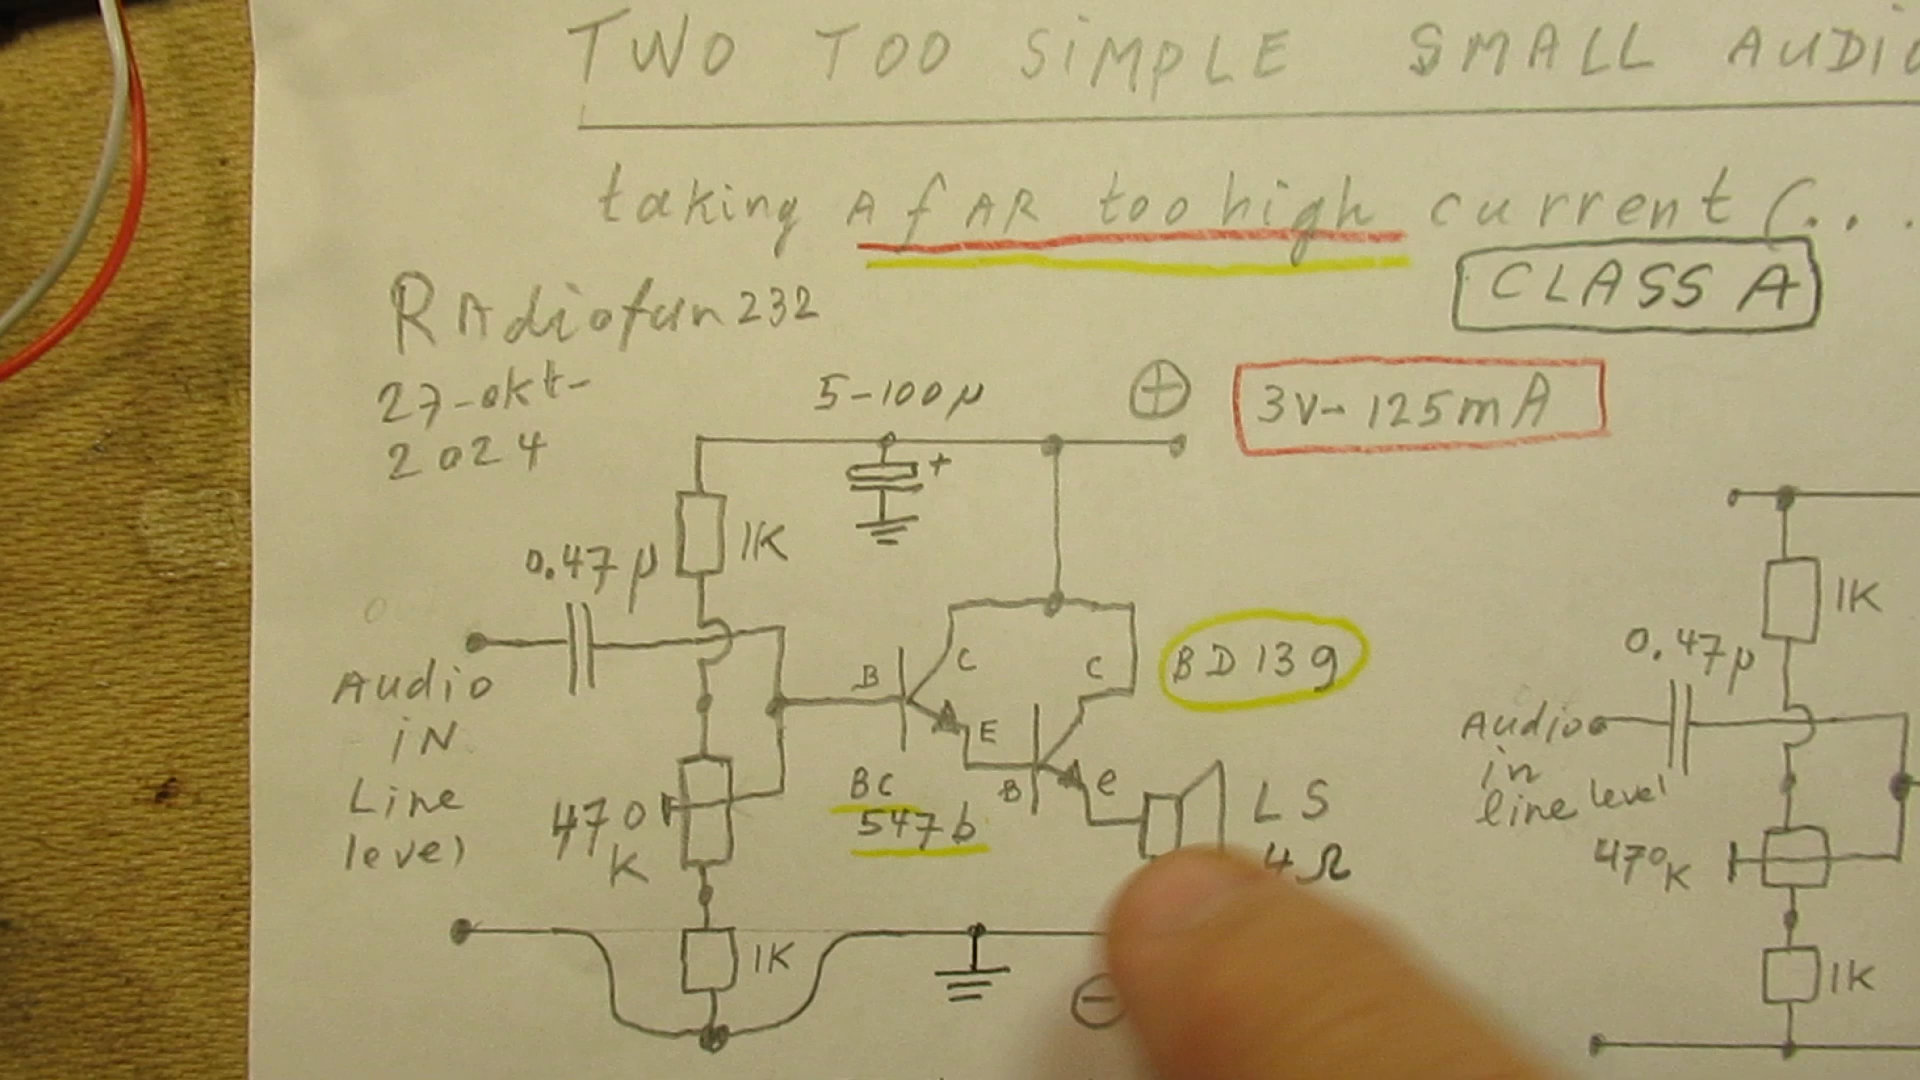 TWO TOO SiMPLE SMALL AUDIO
taking A fAR too high current (...
CLASS A
RAdiofun232
27-okt-
2024
5-100µ
+
3V- 125mA
+
1K
0.47µ
Audio
iN
Line
level
B
C
E
C
B
e
BD139
BC
547b
LS
4Ω
470
K
1K
-
1K
0.47µ
Audio
in
line level
470K
1K